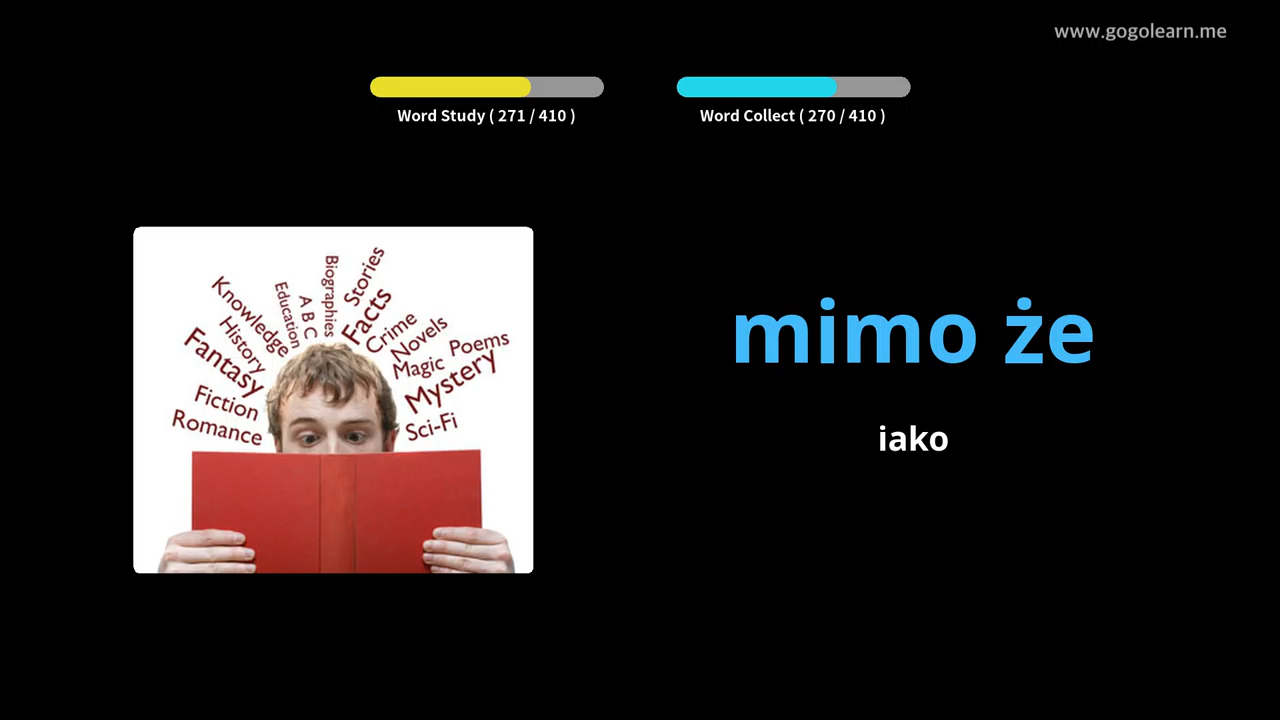 www.gogolearn.me
Word Study ( 271 / 410 )
Word Collect ( 270 / 410 )
Knowledge
History
Fantasy
Fiction
Romance
Education
A B C
Biographies
Stories
Facts
Crime
Novels
Magic
Poems
Mystery
Sci-Fi
mimo że
iako